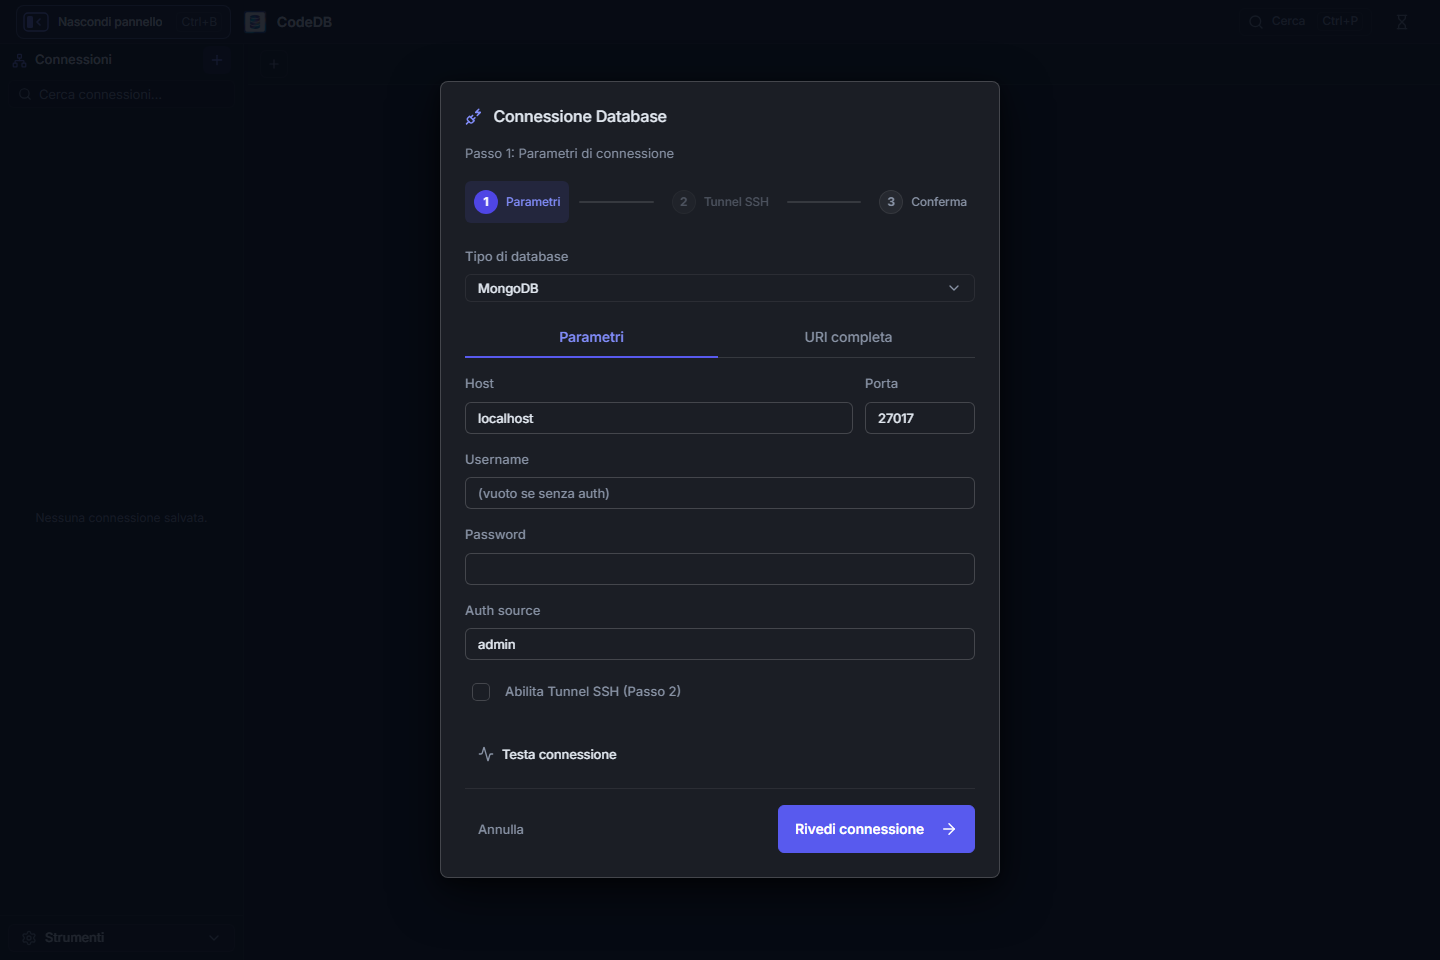 Nascondi pannello Ctrl+B CodeDB Cerca Ctrl+P
Connessioni
Cerca connessioni...
Connessione Database
Passo 1: Parametri di connessione
1 Parametri 2 Tunnel SSH 3 Conferma
Tipo di database
MongoDB
Parametri URI completa
Host Porta
localhost 27017
Username
(vuoto se senza auth)
Nessuna connessione salvata.
Password
Auth source
admin
Abilita Tunnel SSH (Passo 2)
Testa connessione
Annulla Rivedi connessione
Strumenti